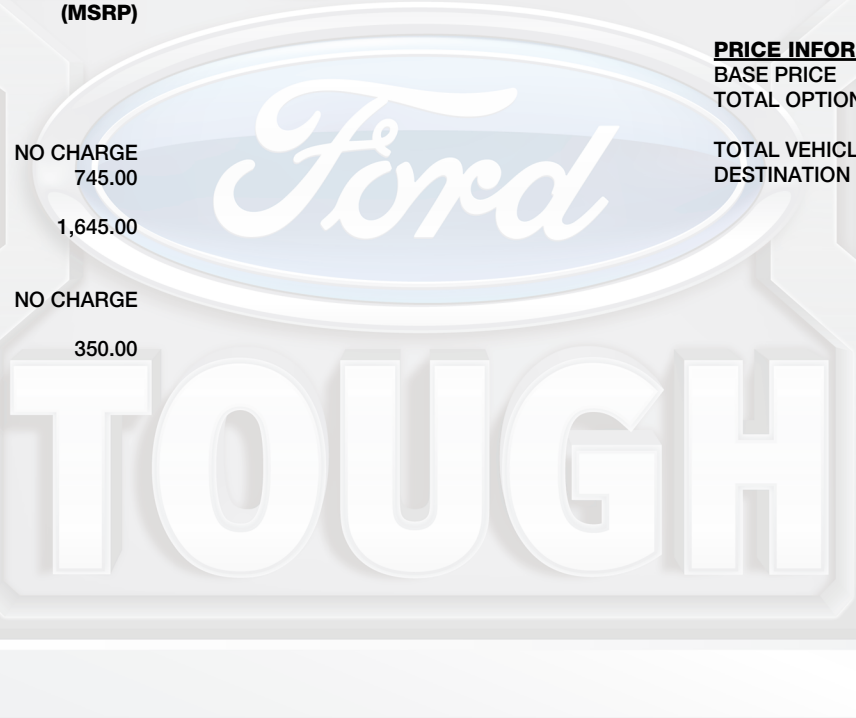 (MSRP)
NO CHARGE
745.00
1,645.00
NO CHARGE
350.00
PRICE INFOR
BASE PRICE
TOTAL OPTION
TOTAL VEHICL
DESTINATION
Ford
TOUGH